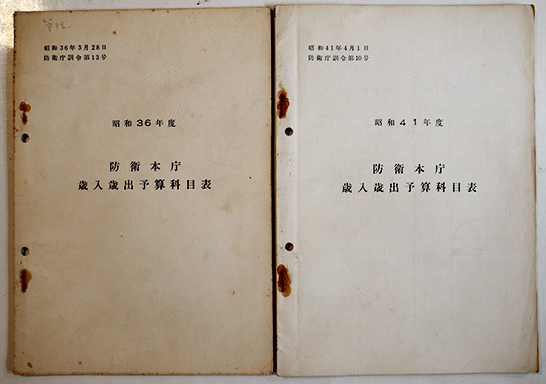 昭和36年3月28日
防衛庁訓令第13号
昭和36年度
防衛本庁
歳入歳出予算科目表
昭和41年4月1日
防衛庁訓令第10号
昭和41年度
防衛本庁
歳入歳出予算科目表